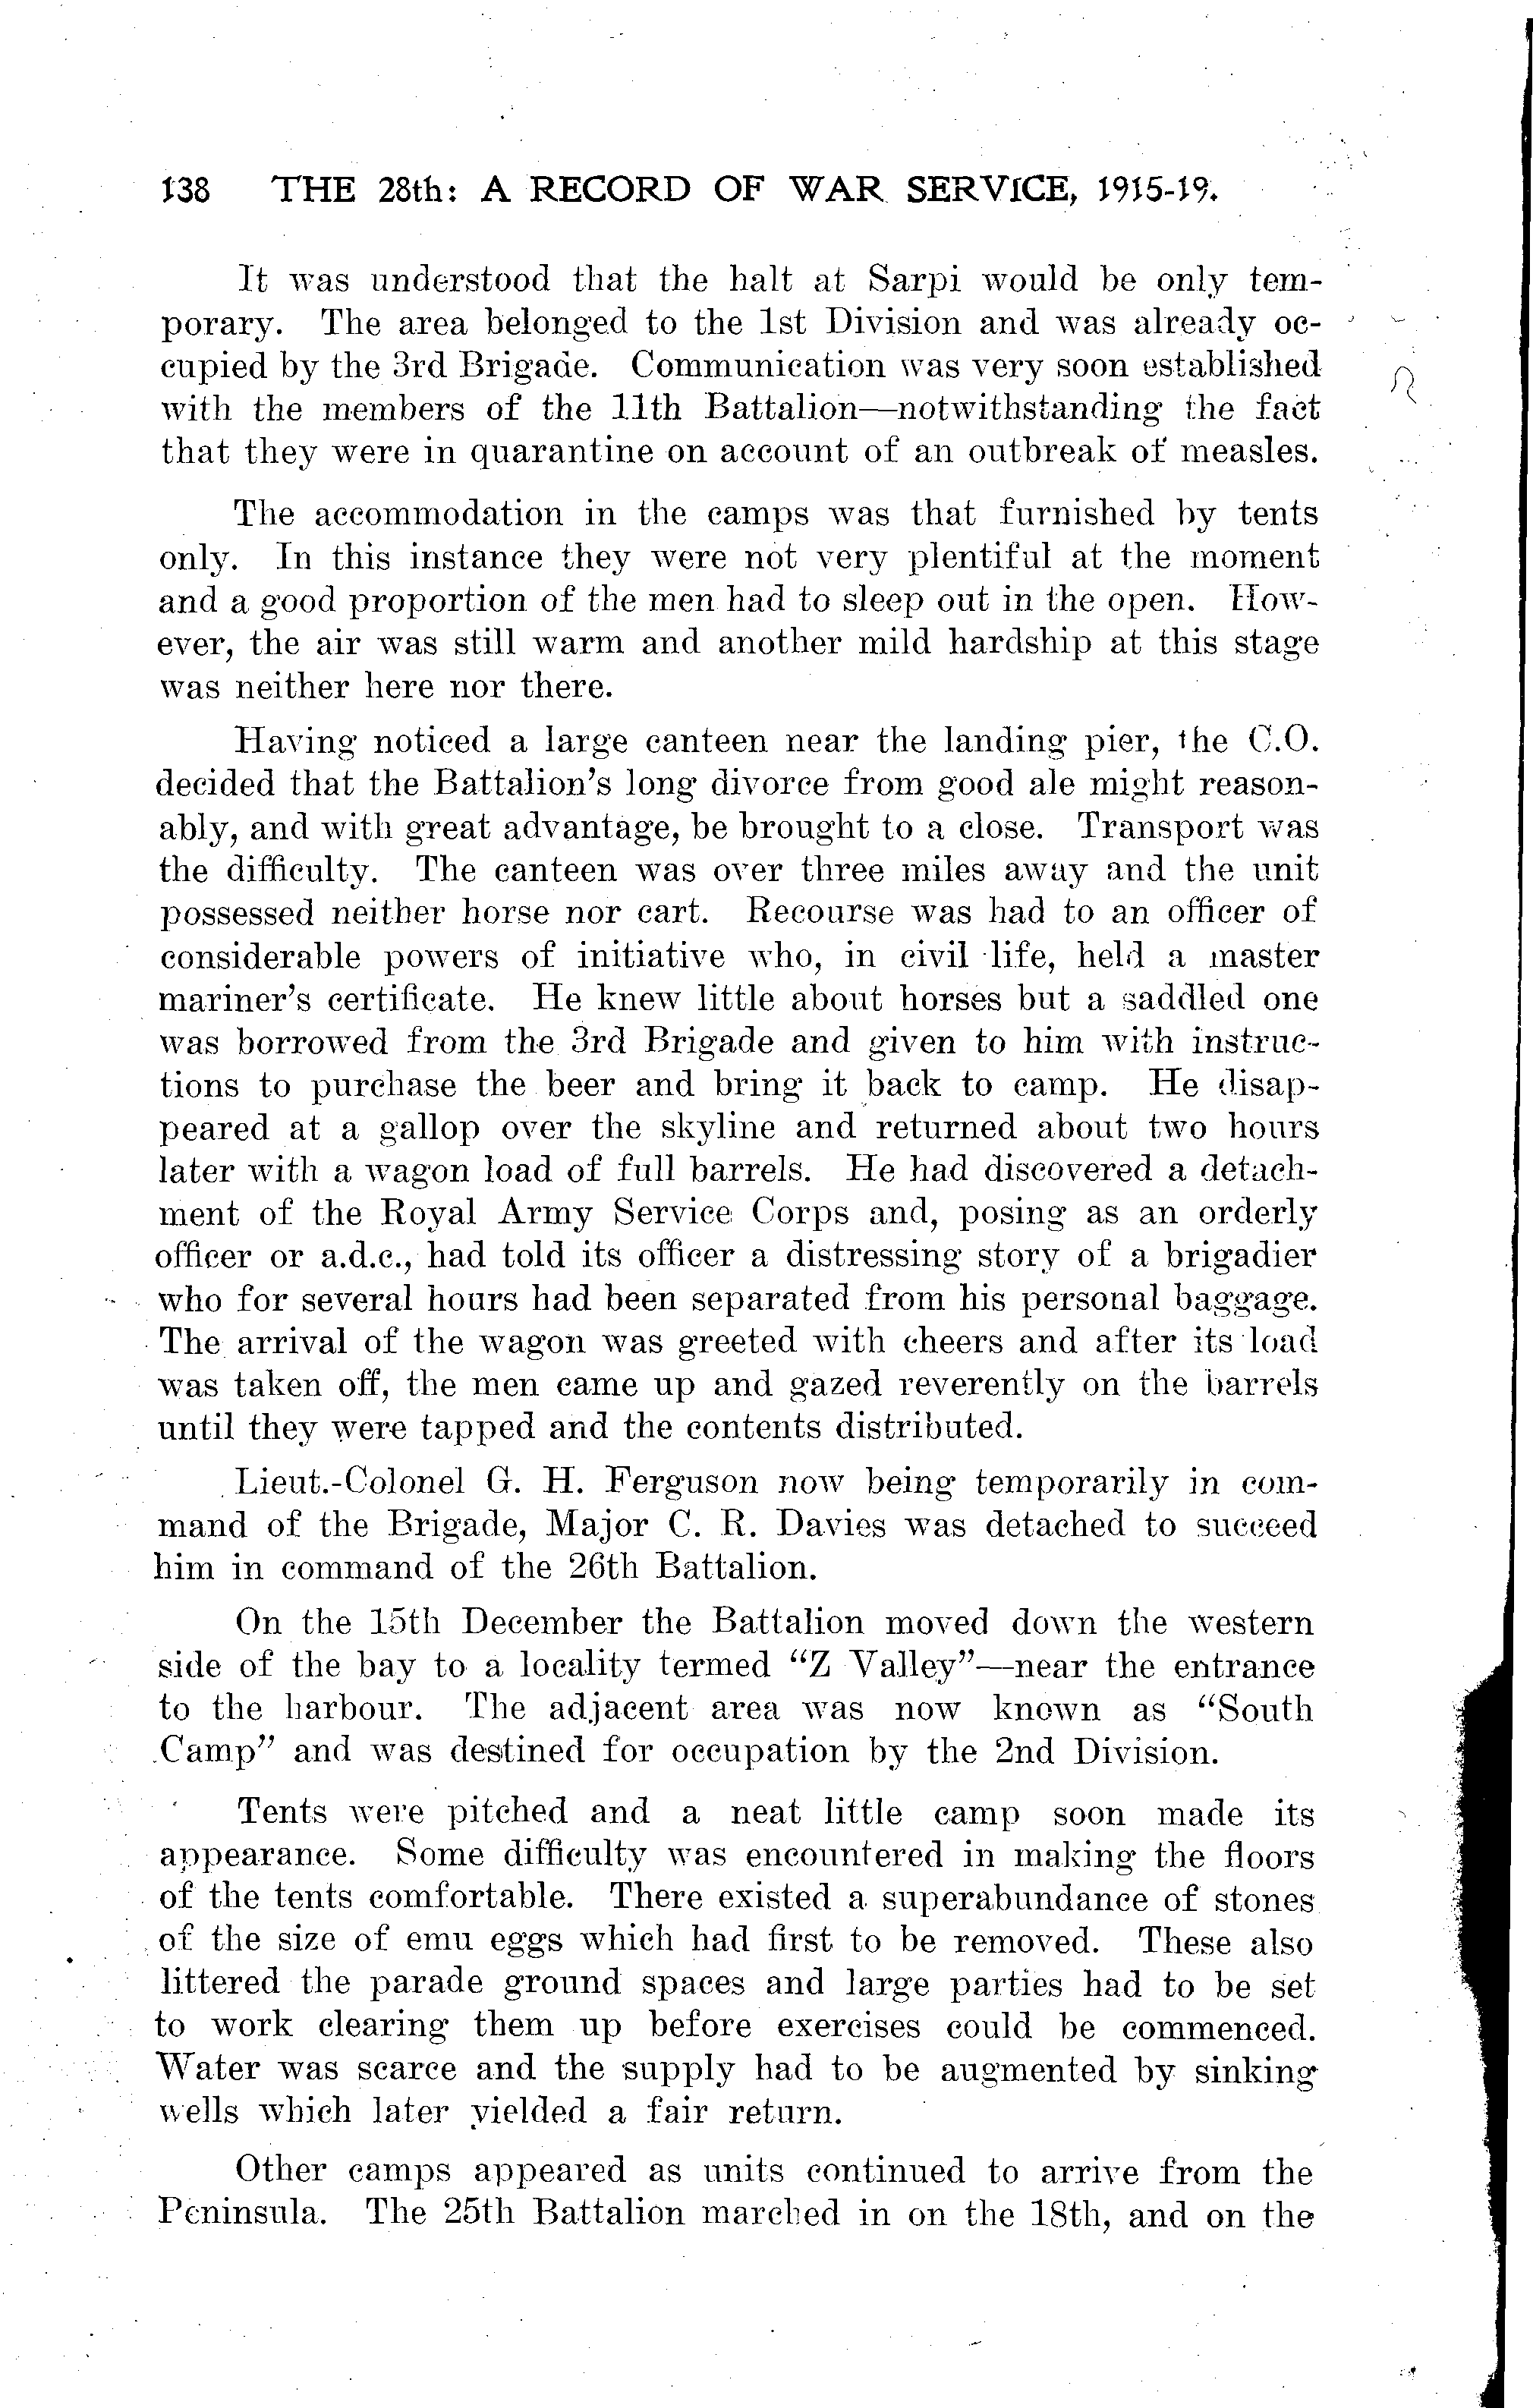 138 THE 28th: A RECORD OF WAR SERVICE, 1915-19.
It was understood that the halt at Sarpi would be only tem-
porary. The area belonged to the 1st Division and was already oc-
cupied by the 3rd Brigade. Communication was very soon established
with the members of the 11th Battalion—notwithstanding the fact
that they were in quarantine on account of an outbreak of measles.
The accommodation in the camps was that furnished by tents
only. In this instance they were not very plentiful at the moment
and a good proportion of the men had to sleep out in the open. How-
ever, the air was still warm and another mild hardship at this stage
was neither here nor there.
Having noticed a large canteen near the landing pier, the C.O.
decided that the Battalion's long divorce from good ale might reason-
ably, and with great advantage, be brought to a close. Transport was
the difficulty. The canteen was over three miles away and the unit
possessed neither horse nor cart. Recourse was had to an officer of
considerable powers of initiative who, in civil life, held a master
mariner's certificate. He knew little about horses but a saddled one
was borrowed from the 3rd Brigade and given to him with instruc-
tions to purchase the beer and bring it back to camp. He disap-
peared at a gallop over the skyline and returned about two hours
later with a wagon load of full barrels. He had discovered a detach-
ment of the Royal Army Service Corps and, posing as an orderly
officer or a.d.c., had told its officer a distressing story of a brigadier
who for several hours had been separated from his personal baggage.
The arrival of the wagon was greeted with cheers and after its load
was taken off, the men came up and gazed reverently on the barrels
until they were tapped and the contents distributed.
Lieut.-Colonel G. H. Ferguson now being temporarily in com-
mand of the Brigade, Major C. R. Davies was detached to succeed
him in command of the 26th Battalion.
On the 15th December the Battalion moved down the western
side of the bay to a locality termed "Z Valley"—near the entrance
to the harbour. The adjacent area was now known as "South
Camp" and was destined for occupation by the 2nd Division.
Tents were pitched and a neat little camp soon made its
appearance. Some difficulty was encountered in making the floors
of the tents comfortable. There existed a superabundance of stones
of the size of emu eggs which had first to be removed. These also
littered the parade ground spaces and large parties had to be set
to work clearing them up before exercises could be commenced.
Water was scarce and the supply had to be augmented by sinking
wells which later yielded a fair return.
Other camps appeared as units continued to arrive from the
Peninsula. The 25th Battalion marched in on the 18th, and on the